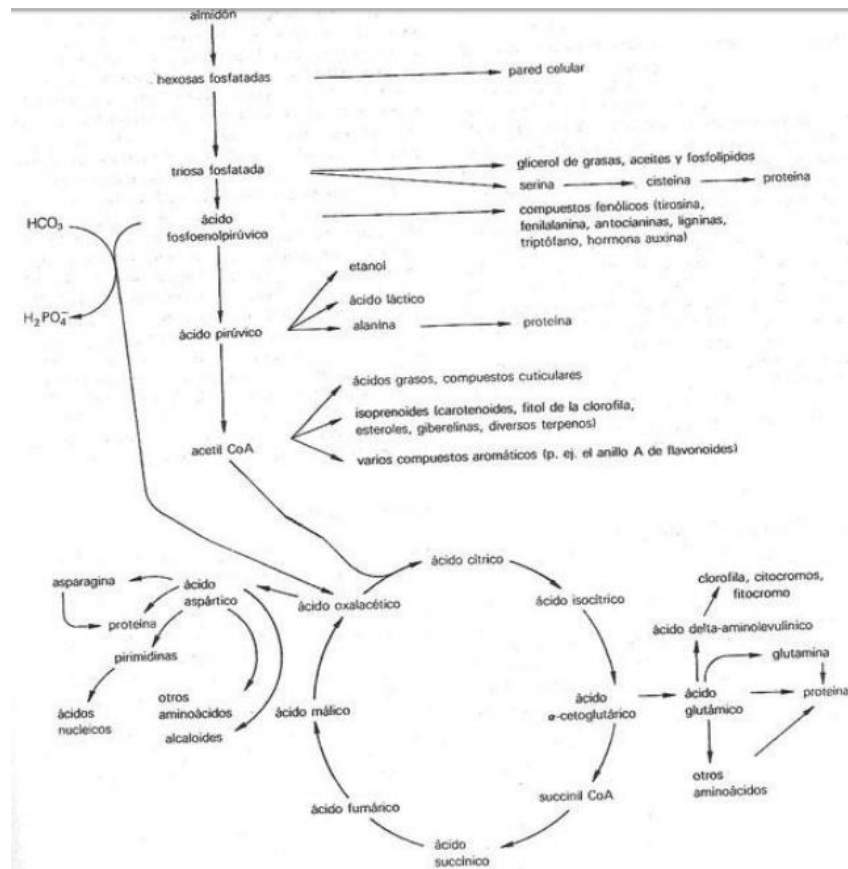 almidón
hexosas fosfatadas
pared celular
triosa fosfatada
glicerol de grasas, aceites y fosfolípidos
serina
cisteína
proteína
HCO₃
ácido
fosfoenolpirúvico
compuestos fenólicos (tirosina,
fenilalanina, antocianinas, ligninas,
triptófano, hormona auxina)
H₂PO₄⁻
etanol
ácido láctico
ácido pirúvico
alanina
proteína
ácidos grasos, compuestos cuticulares
isoprenoides (carotenoides, fitol de la clorofila,
esteroles, giberelinas, diversos terpenos)
acetil CoA
varios compuestos aromáticos (p. ej. el anillo A de flavonoides)
ácido cítrico
asparagina
ácido
aspártico
ácido oxalacético
ácido isocítrico
clorofila, citocromos,
fitocromo
proteína
ácido delta-aminolevulínico
pirimidinas
glutamina
ácidos
nucleicos
otros
aminoácidos
alcaloides
ácido málico
ácido
α-cetoglutárico
ácido
glutámico
proteína
otros
aminoácidos
ácido fumárico
succinil CoA
ácido
succínico